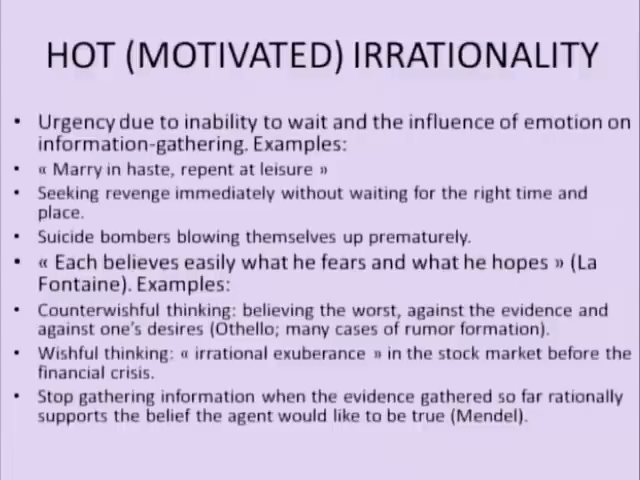 HOT (MOTIVATED) IRRATIONALITY
• Urgency due to inability to wait and the influence of emotion on
information-gathering. Examples:
• « Marry in haste, repent at leisure »
• Seeking revenge immediately without waiting for the right time and
place.
• Suicide bombers blowing themselves up prematurely.
• « Each believes easily what he fears and what he hopes » (La
Fontaine). Examples:
• Counterwishful thinking: believing the worst, against the evidence and
against one's desires (Othello; many cases of rumor formation).
• Wishful thinking: « irrational exuberance » in the stock market before the
financial crisis.
• Stop gathering information when the evidence gathered so far rationally
supports the belief the agent would like to be true (Mendel).